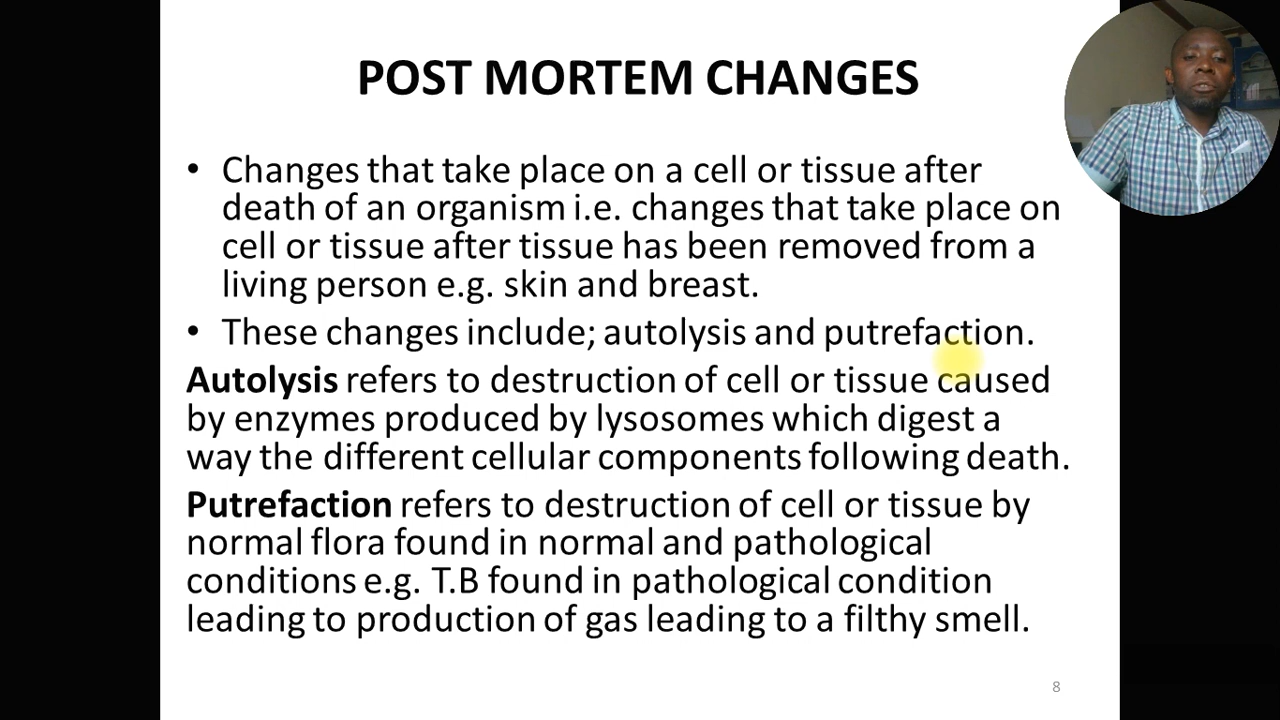 POST MORTEM CHANGES
• Changes that take place on a cell or tissue after
death of an organism i.e. changes that take place on
cell or tissue after tissue has been removed from a
living person e.g. skin and breast.
• These changes include; autolysis and putrefaction.
Autolysis refers to destruction of cell or tissue caused
by enzymes produced by lysosomes which digest a
way the different cellular components following death.
Putrefaction refers to destruction of cell or tissue by
normal flora found in normal and pathological
conditions e.g. T.B found in pathological condition
leading to production of gas leading to a filthy smell.
8